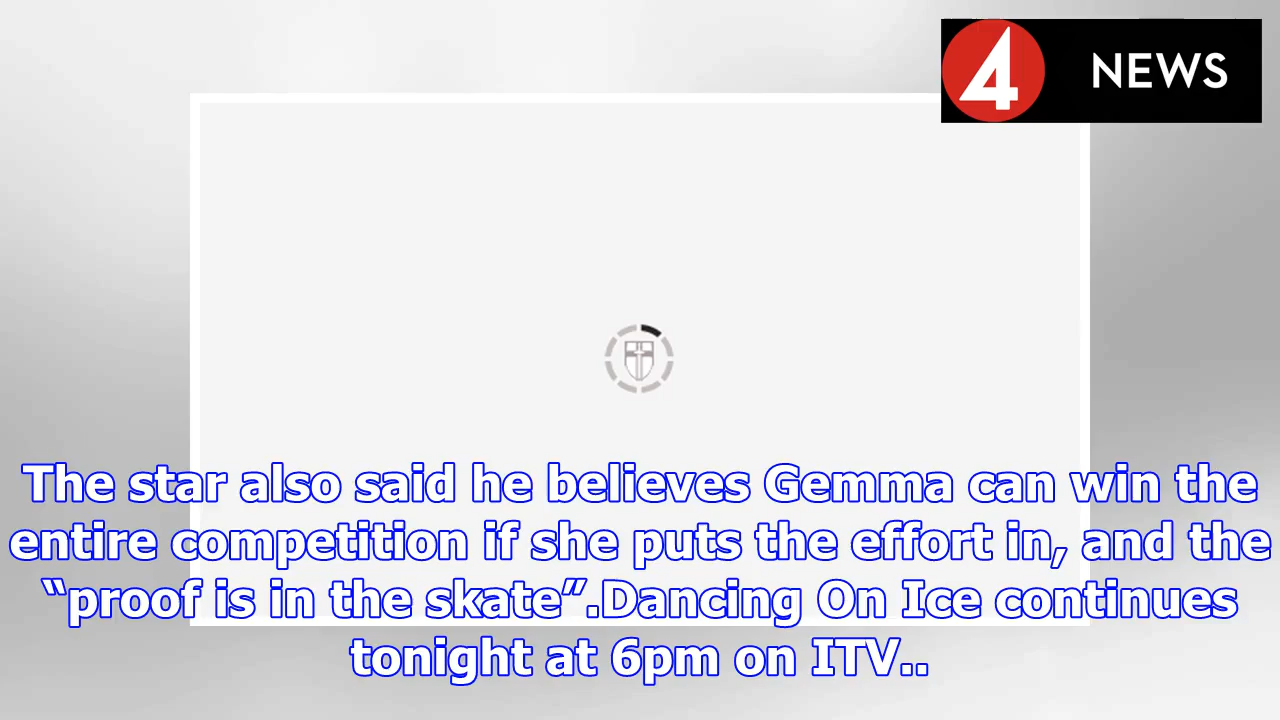 4 NEWS
The star also said he believes Gemma can win the
entire competition if she puts the effort in, and the
“proof is in the skate”.Dancing On Ice continues
tonight at 6pm on ITV..